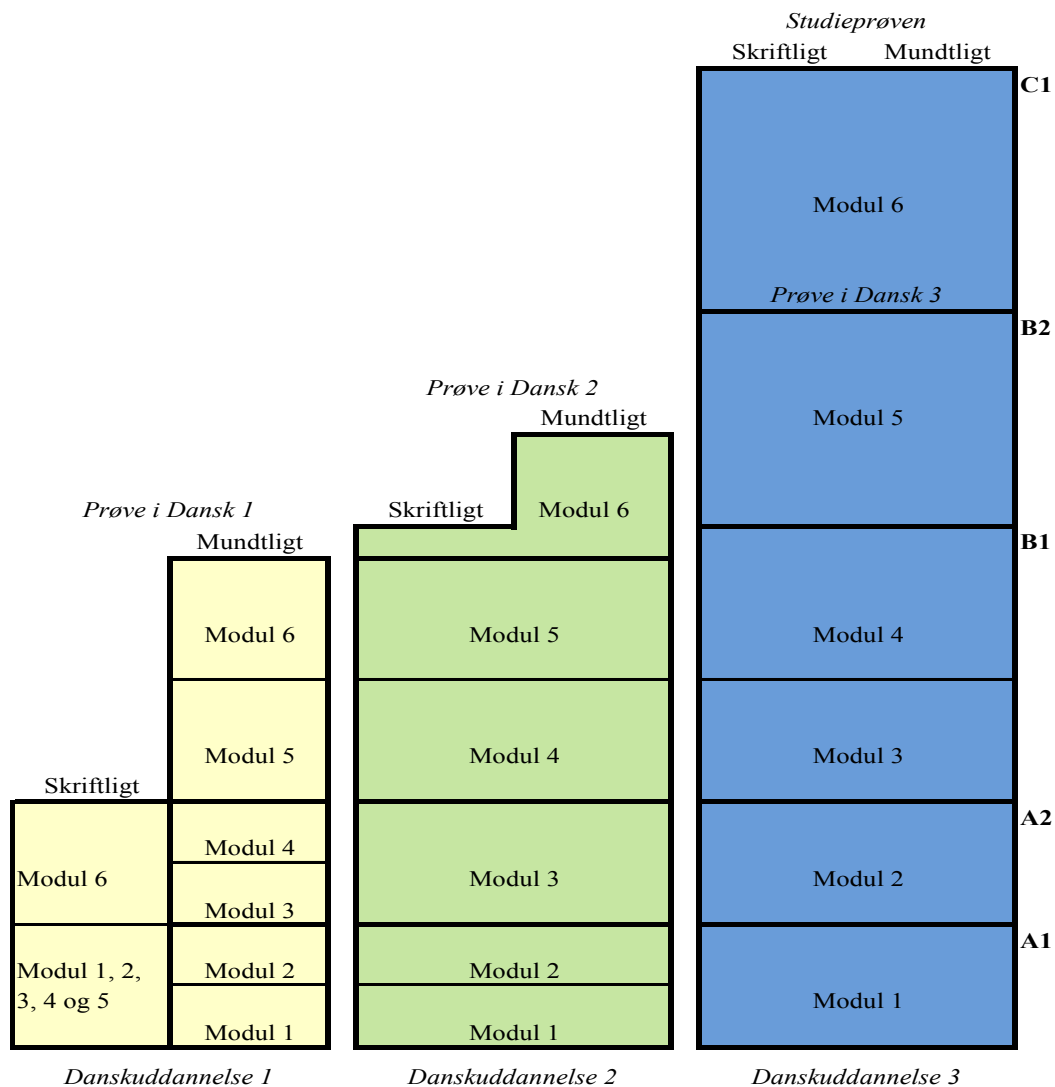 Studieprøven
Skriftligt Mundtligt
C1
Modul 6
Prøve i Dansk 3
B2
Prøve i Dansk 2
Mundtligt
Modul 5
Prøve i Dansk 1
Skriftligt
Modul 6
Mundtligt
B1
Modul 6
Modul 5
Modul 4
Modul 5
Modul 4
Modul 3
Skriftligt
A2
Modul 4
Modul 6
Modul 3
Modul 2
Modul 3
A1
Modul 1, 2,
3, 4 og 5
Modul 2
Modul 2
Modul 1
Modul 1
Modul 1
Danskuddannelse 1
Danskuddannelse 2
Danskuddannelse 3